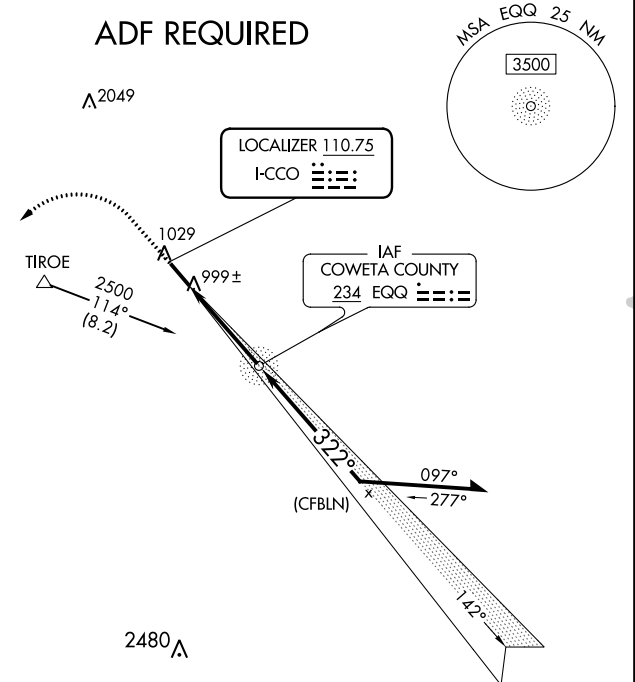 ADF REQUIRED
MSA EQQ 25 NM
3500
2049
LOCALIZER 110.75
I-CCO
1029
999±
TIROE
2500
114°
(8.2)
IAF
COWETA COUNTY
234 EQQ
322°
097°
277°
(CFBLN)
x
142°
2480